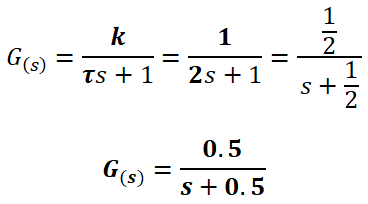 G(s) = k/(τs + 1) = 1/(2s + 1) = (1/2)/(s + 1/2)
G(s) = 0.5/(s + 0.5)